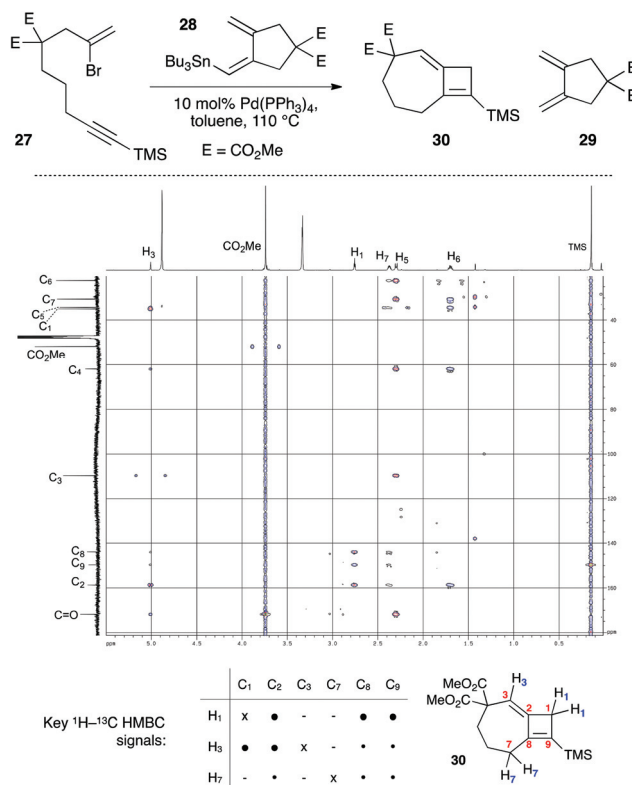 E
28
E
E
E
Bu3Sn
E
E
Br
E
E
10 mol% Pd(PPh3)4,
toluene, 110 °C
27
TMS
E = CO2Me
TMS
30
29
H3
CO2Me
H1
H7
H5
H6
TMS
C6
C7
C5
C1
CO2Me
C4
C3
C8
C9
C2
C=O
40
60
80
100
120
140
160
180
ppm
ppm
5.0
4.5
4.0
3.5
3.0
2.5
2.0
1.5
1.0
0.5
ppm
Key 1H–13C HMBC
signals:
C1 C2 C3 C7 C8 C9
H1 x • - - • •
H3 • • x - • •
H7 - • - x • •
MeO2C
H3
MeO2C
3
H1
2
1
H1
7
8
9
TMS
30
H7
H7